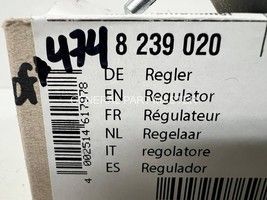 474
8 239 020
DE Regler
EN Regulator
FR Régulateur
NL Regelaar
IT regolatore
ES Regulador
4 002514 617978